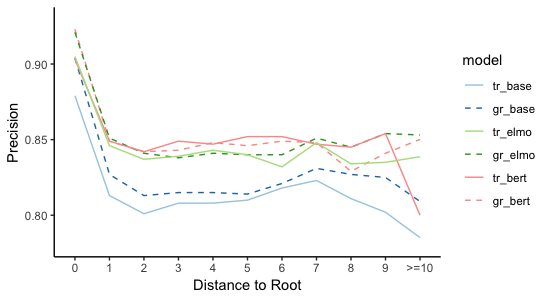 0.90
0.85
0.80
Precision
0 1 2 3 4 5 6 7 8 9 >=10
Distance to Root
model
tr_base
gr_base
tr_elmo
gr_elmo
tr_bert
gr_bert